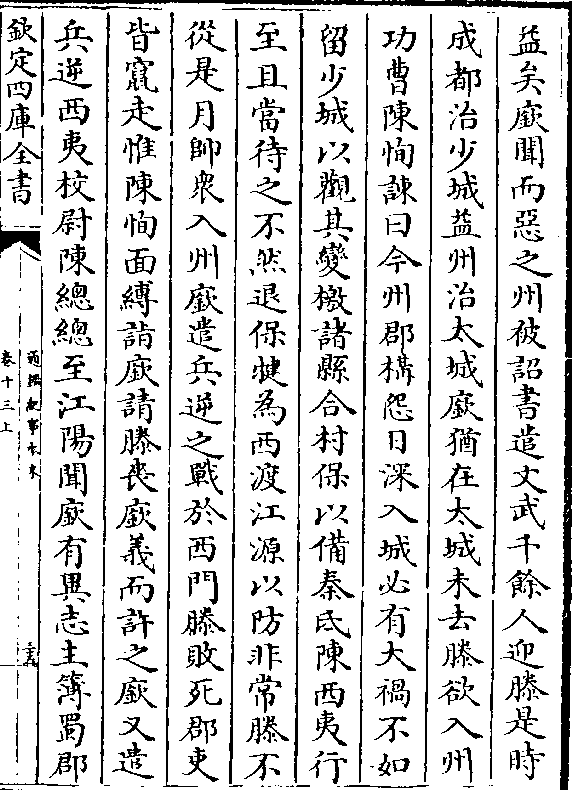 益矣廞聞而惡之州被詔書遣文武千餘人迎滕是時
成都治少城益州治太城廞猶在太城未去滕欲入州
功曹陳恂諫曰今州郡構怨日深入城必有大禍不如
留少城以觀其變檄諸縣合村保以備秦氐陳西夷行
至且當待之不然退保犍為西渡江源以防非常滕不
從是月帥衆入州廞遣兵逆之戰於西門滕敗死郡吏
皆竄走惟陳恂面縛詣廞請滕喪廞義而許之廞又遣
兵逆西夷校尉陳總總至江陽聞廞有異志主簿蜀郡
欽定四庫全書
通鑑紀事本末
卷十三上